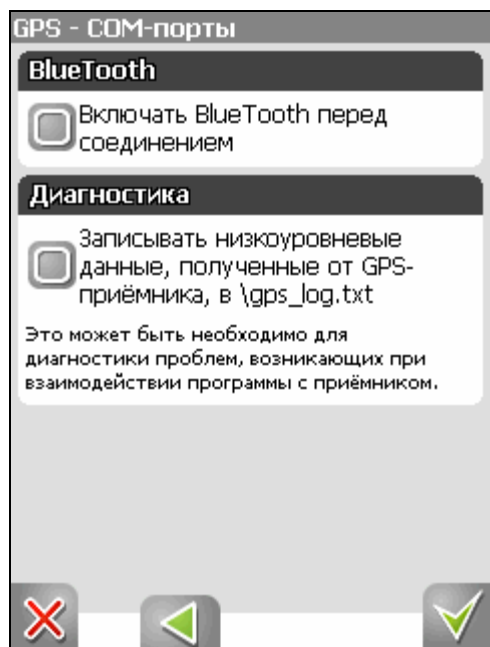 GPS - COM-порты
BlueTooth
Включать BlueTooth перед
соединением
Диагностика
Записывать низкоуровневые
данные, полученные от GPS-
приёмника, в \gps_log.txt
Это может быть необходимо для
диагностики проблем, возникающих при
взаимодействии программы с приёмником.